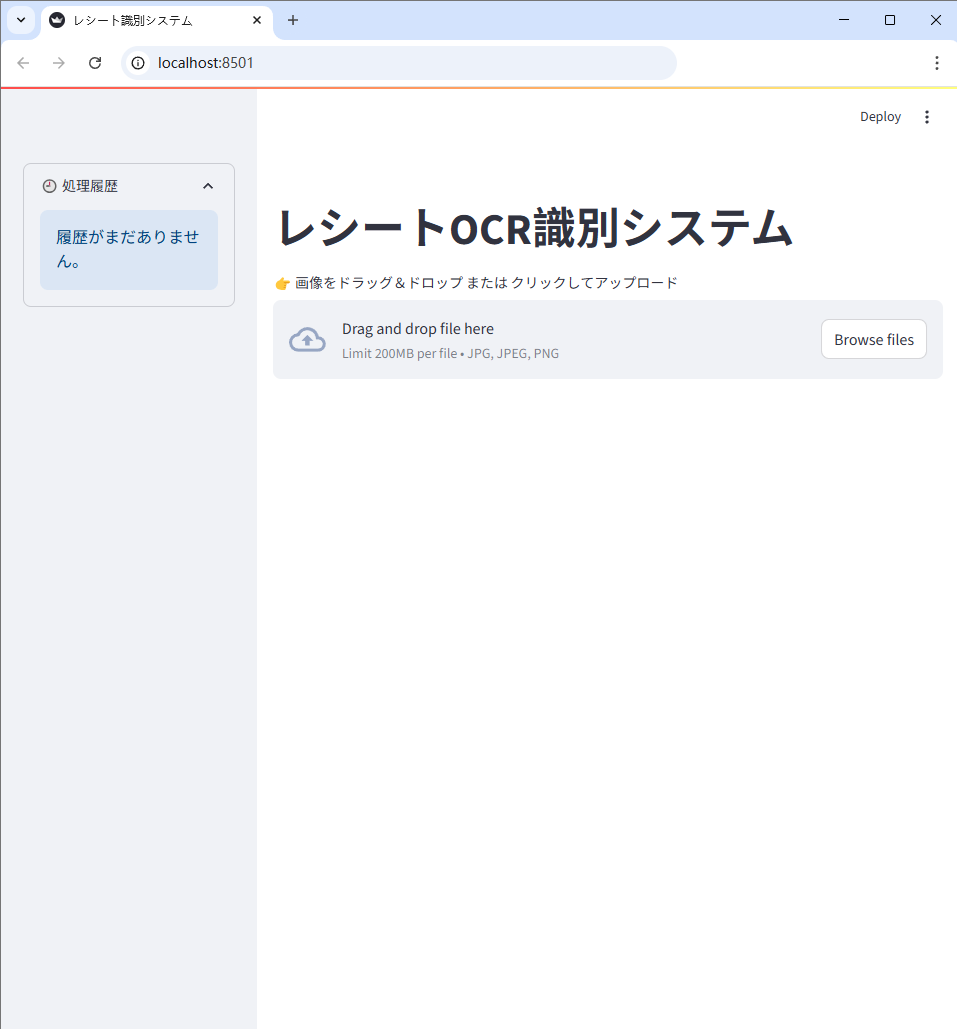 レシート識別システム
localhost:8501
Deploy
🕘 処理履歴
履歴がまだありませ
ん。
レシートOCR識別システム
👉 画像をドラッグ＆ドロップ または クリックしてアップロード
Drag and drop file here
Limit 200MB per file • JPG, JPEG, PNG
Browse files